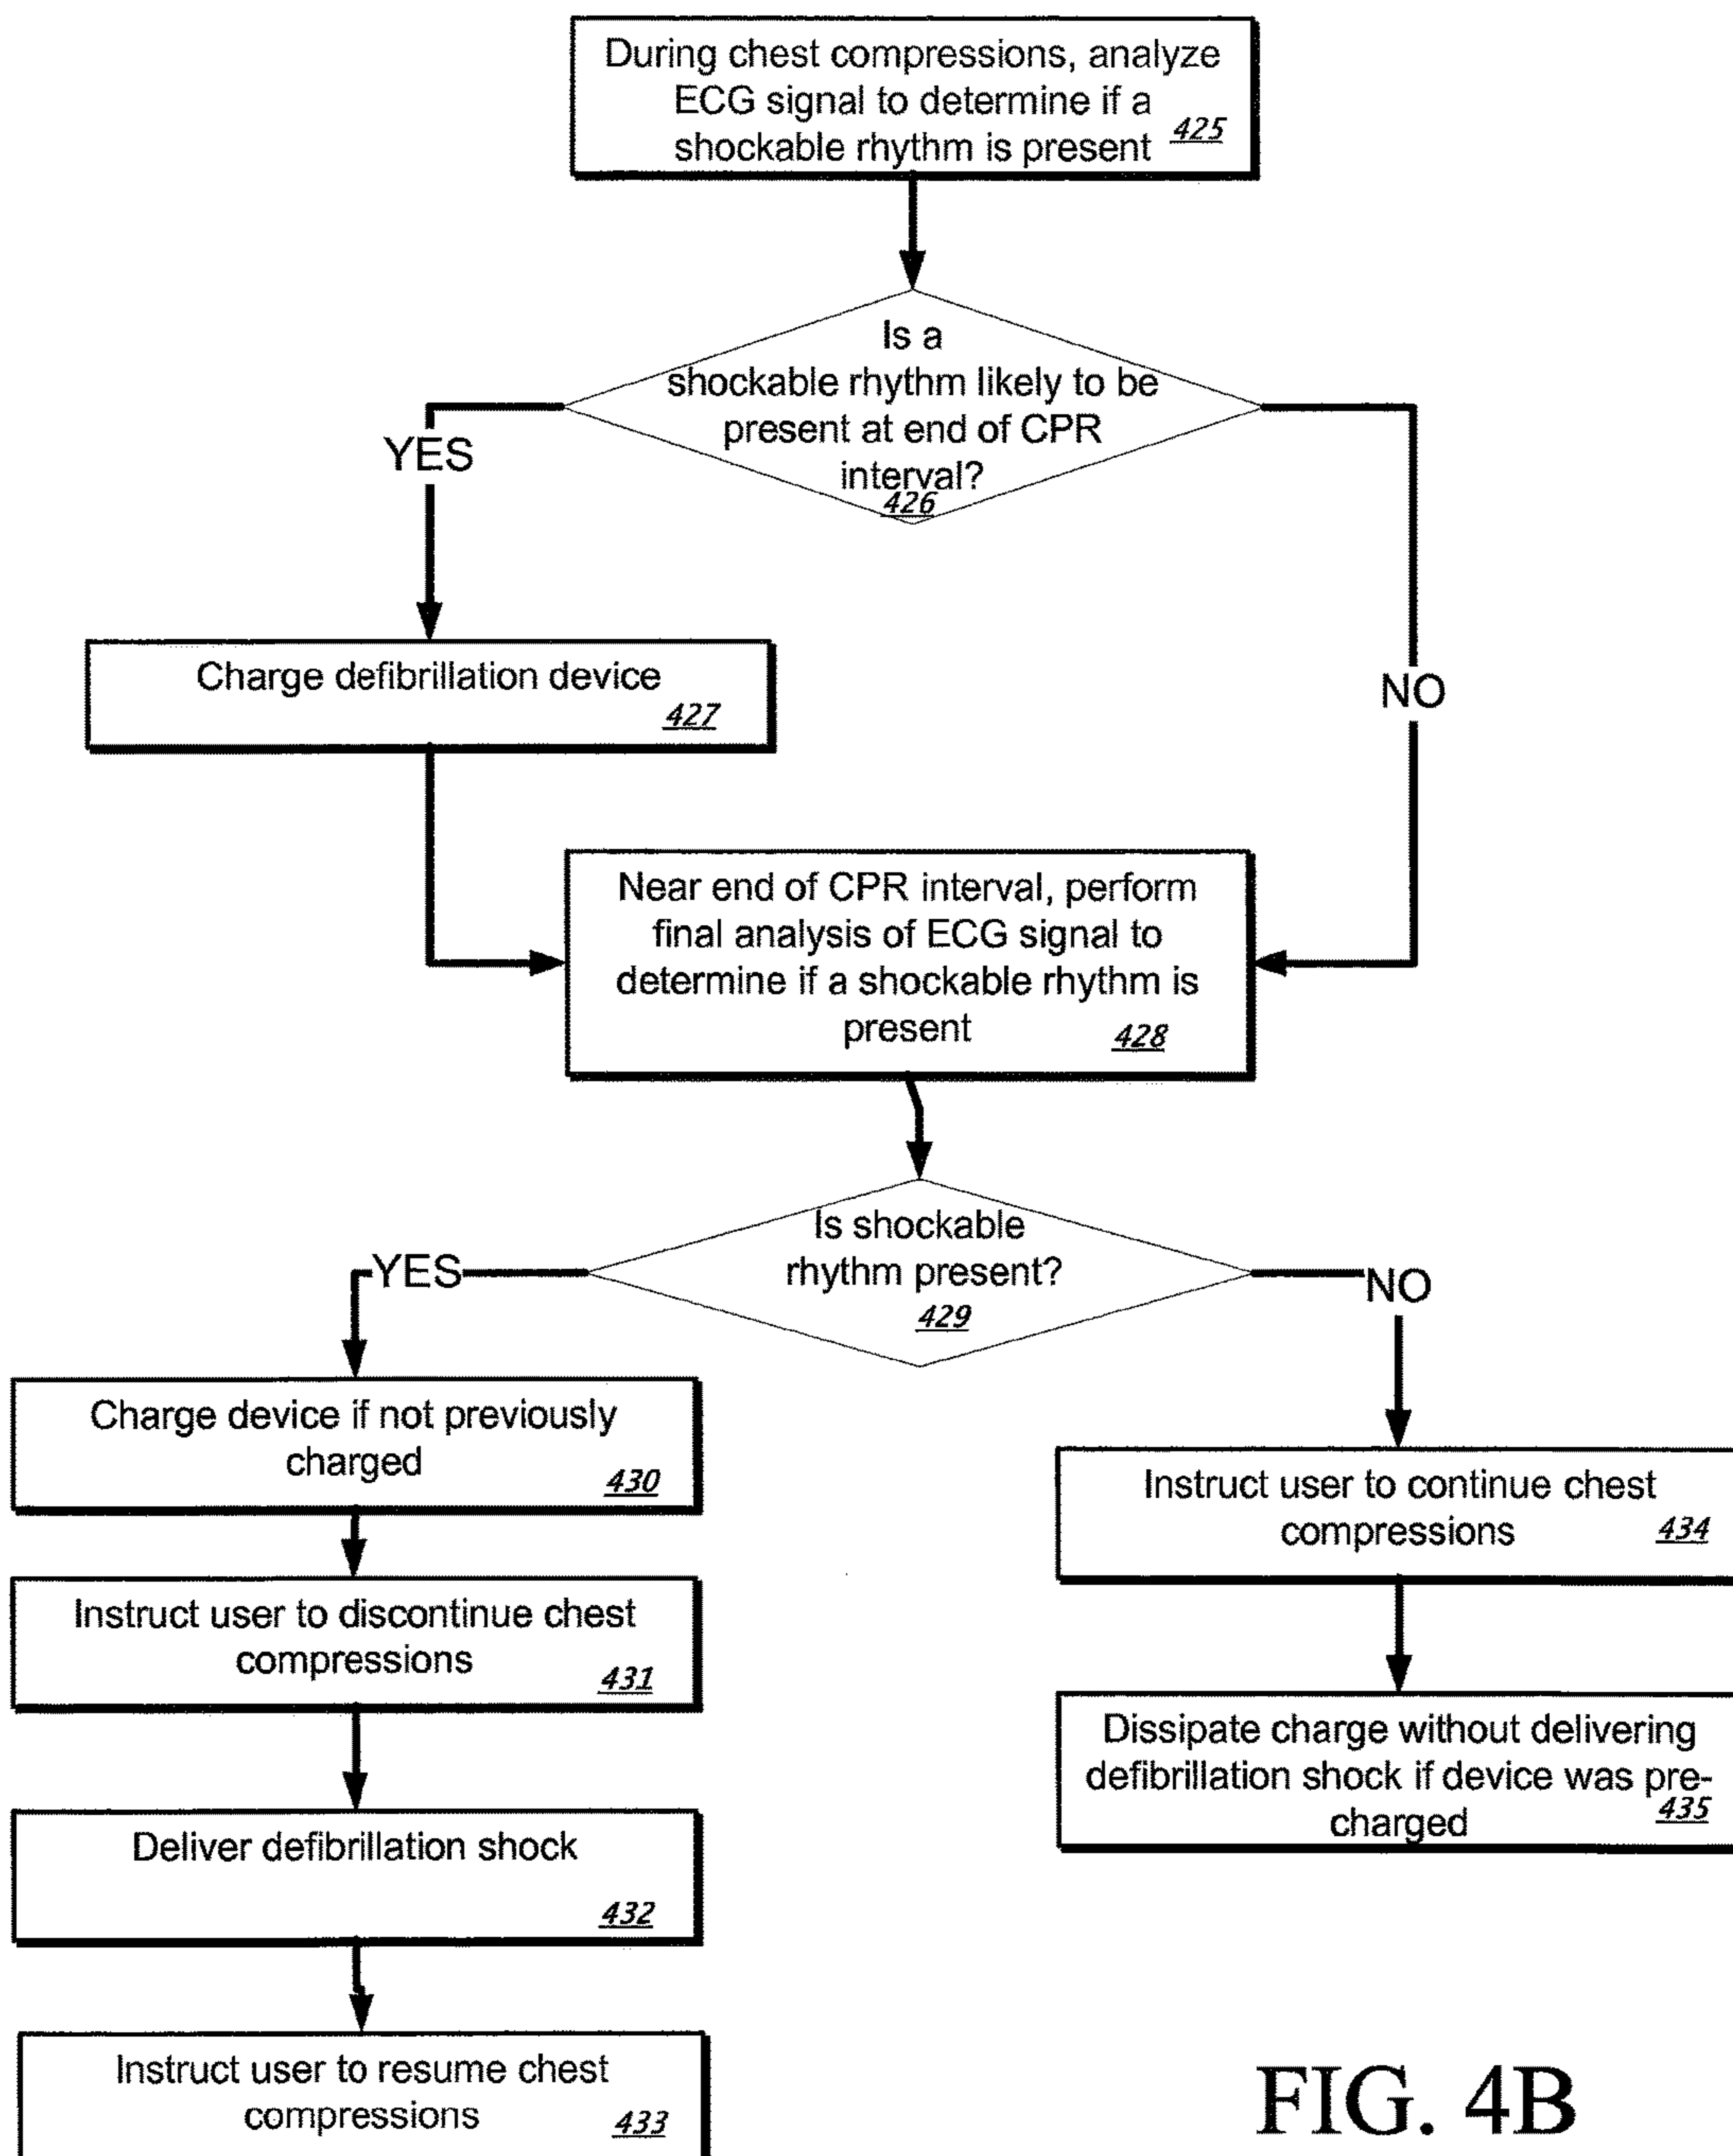 During chest compressions, analyze
ECG signal to determine if a
shockable rhythm is present 425
Is a
shockable rhythm likely to be
present at end of CPR
interval?
426
YES
NO
Charge defibrillation device
427
Near end of CPR interval, perform
final analysis of ECG signal to
determine if a shockable rhythm is
present 428
Is shockable
rhythm present?
429
YES
NO
Charge device if not previously
charged 430
Instruct user to discontinue chest
compressions 431
Deliver defibrillation shock
432
Instruct user to resume chest
compressions 433
Instruct user to continue chest
compressions 434
Dissipate charge without delivering
defibrillation shock if device was pre-
charged 435
FIG. 4B